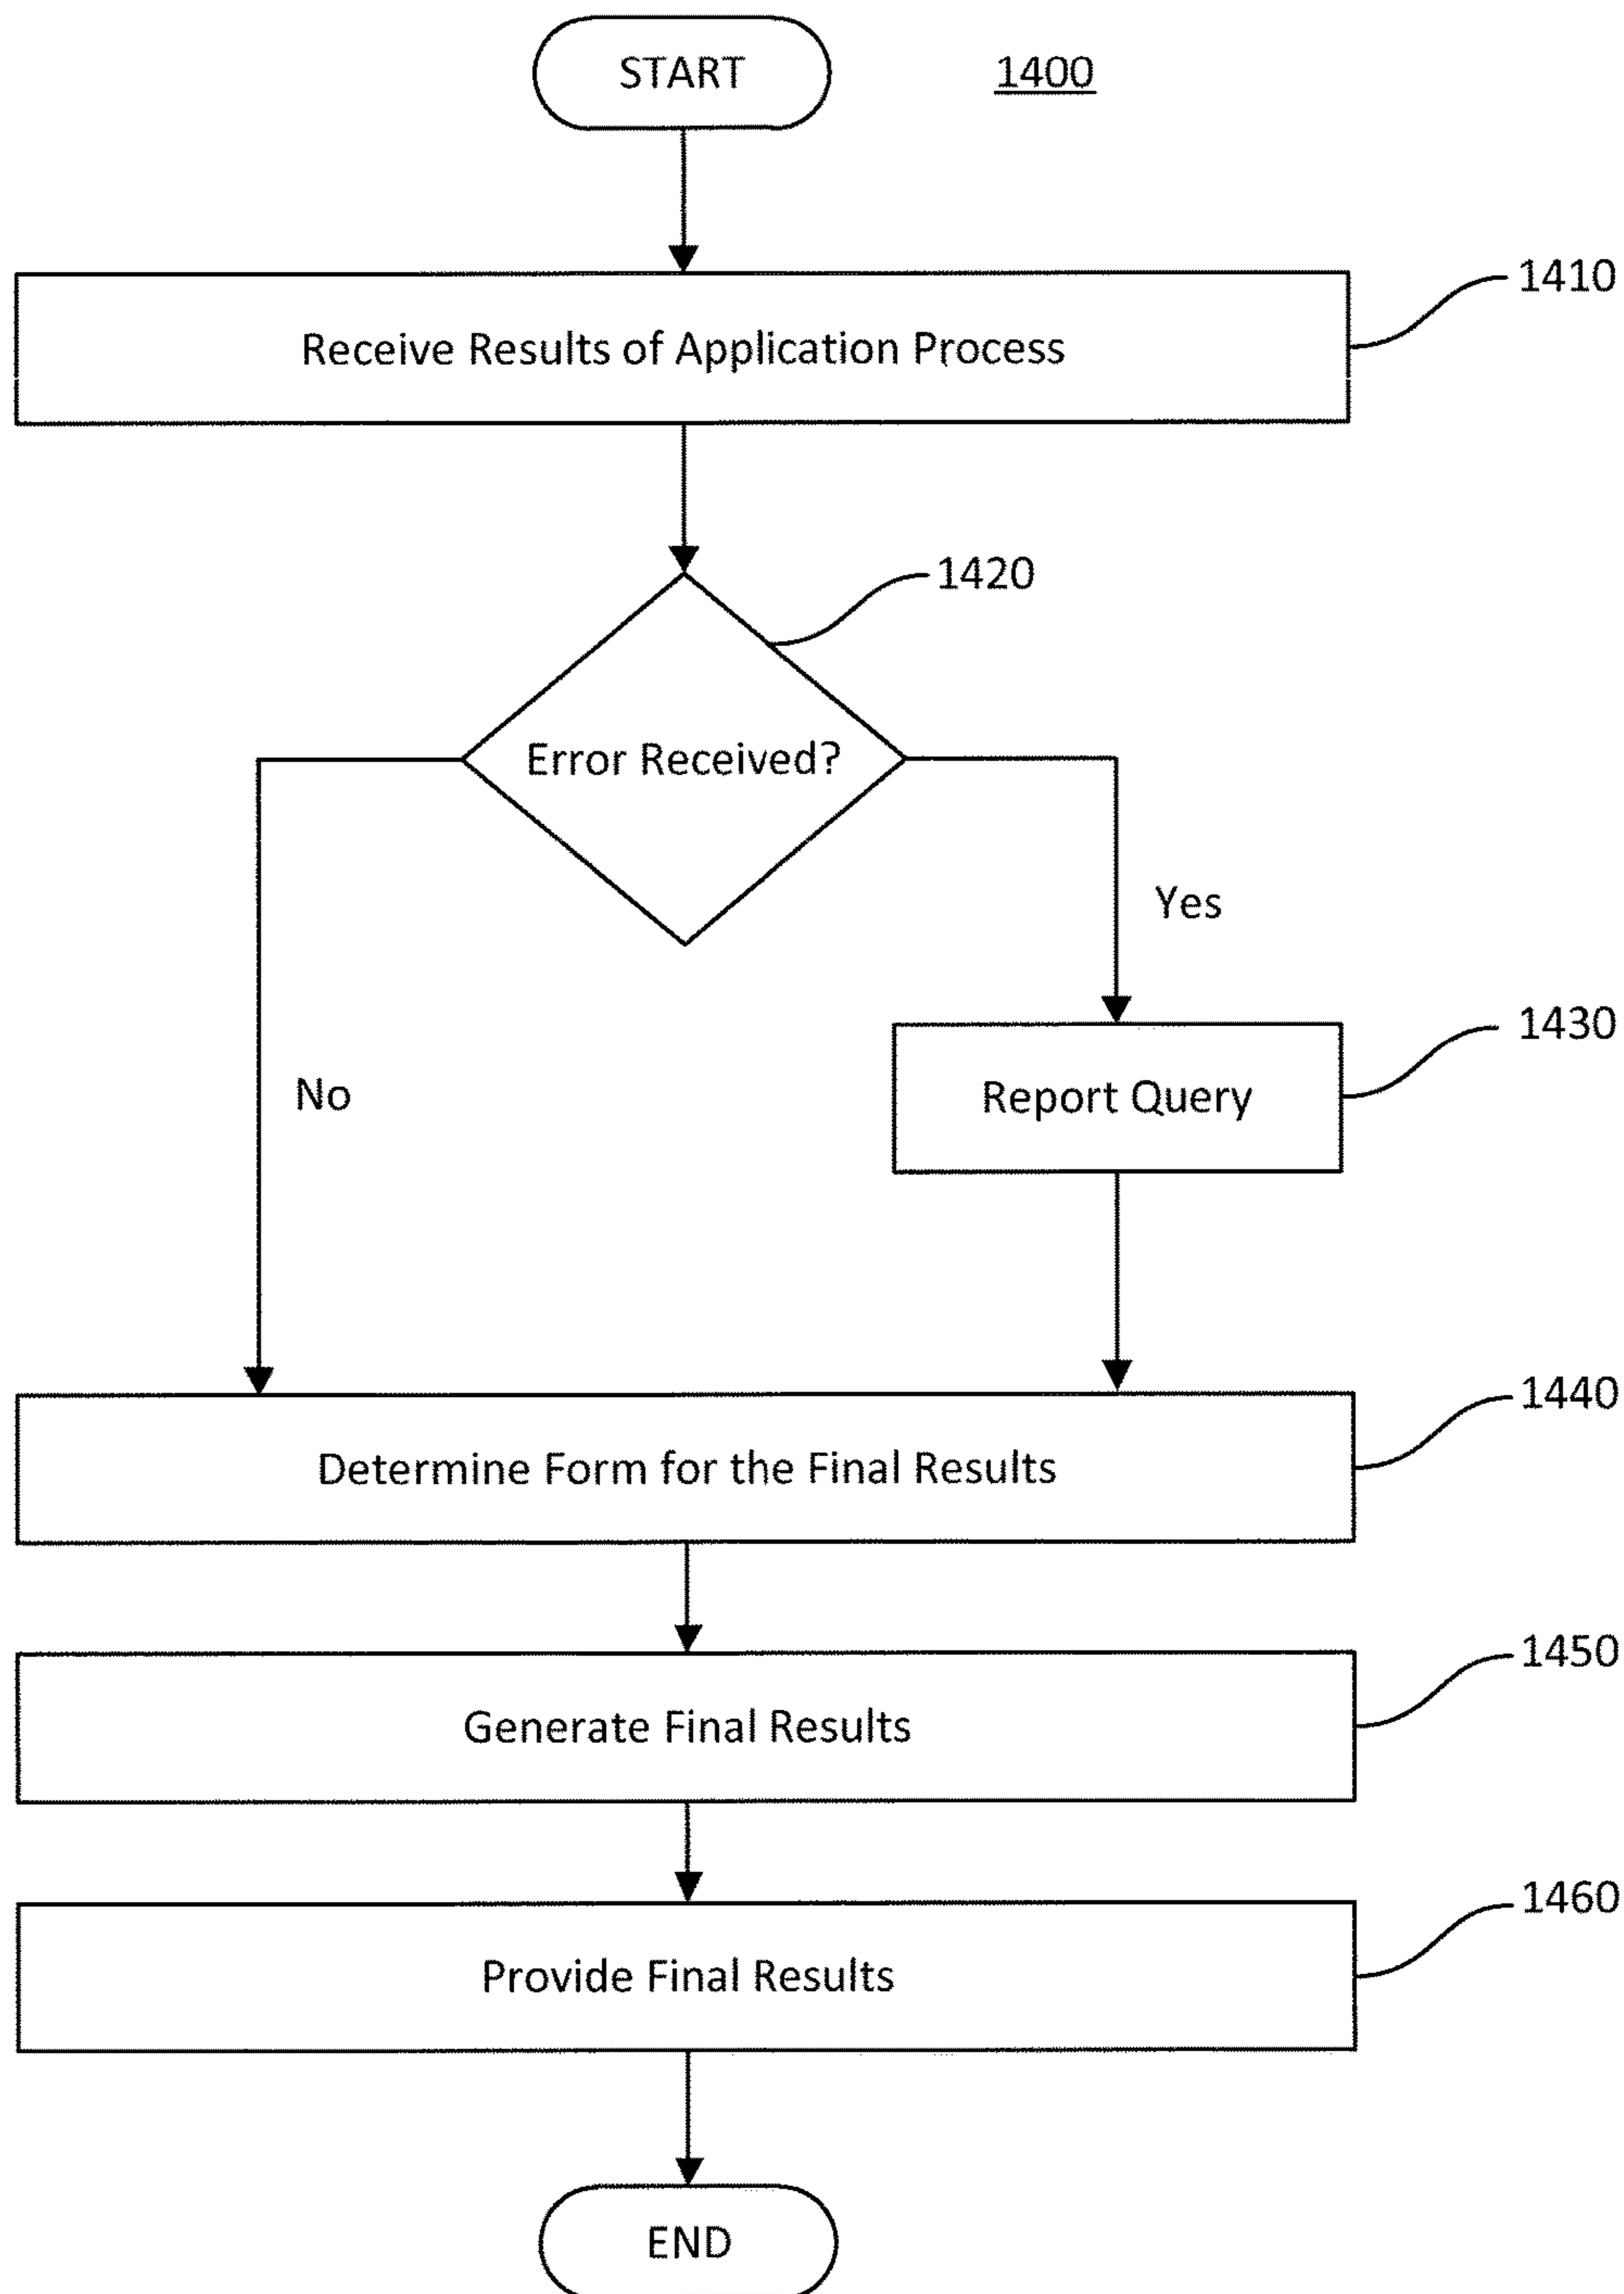 START
1400
1410
Receive Results of Application Process
1420
Error Received?
Yes
1430
Report Query
No
1440
Determine Form for the Final Results
1450
Generate Final Results
1460
Provide Final Results
END